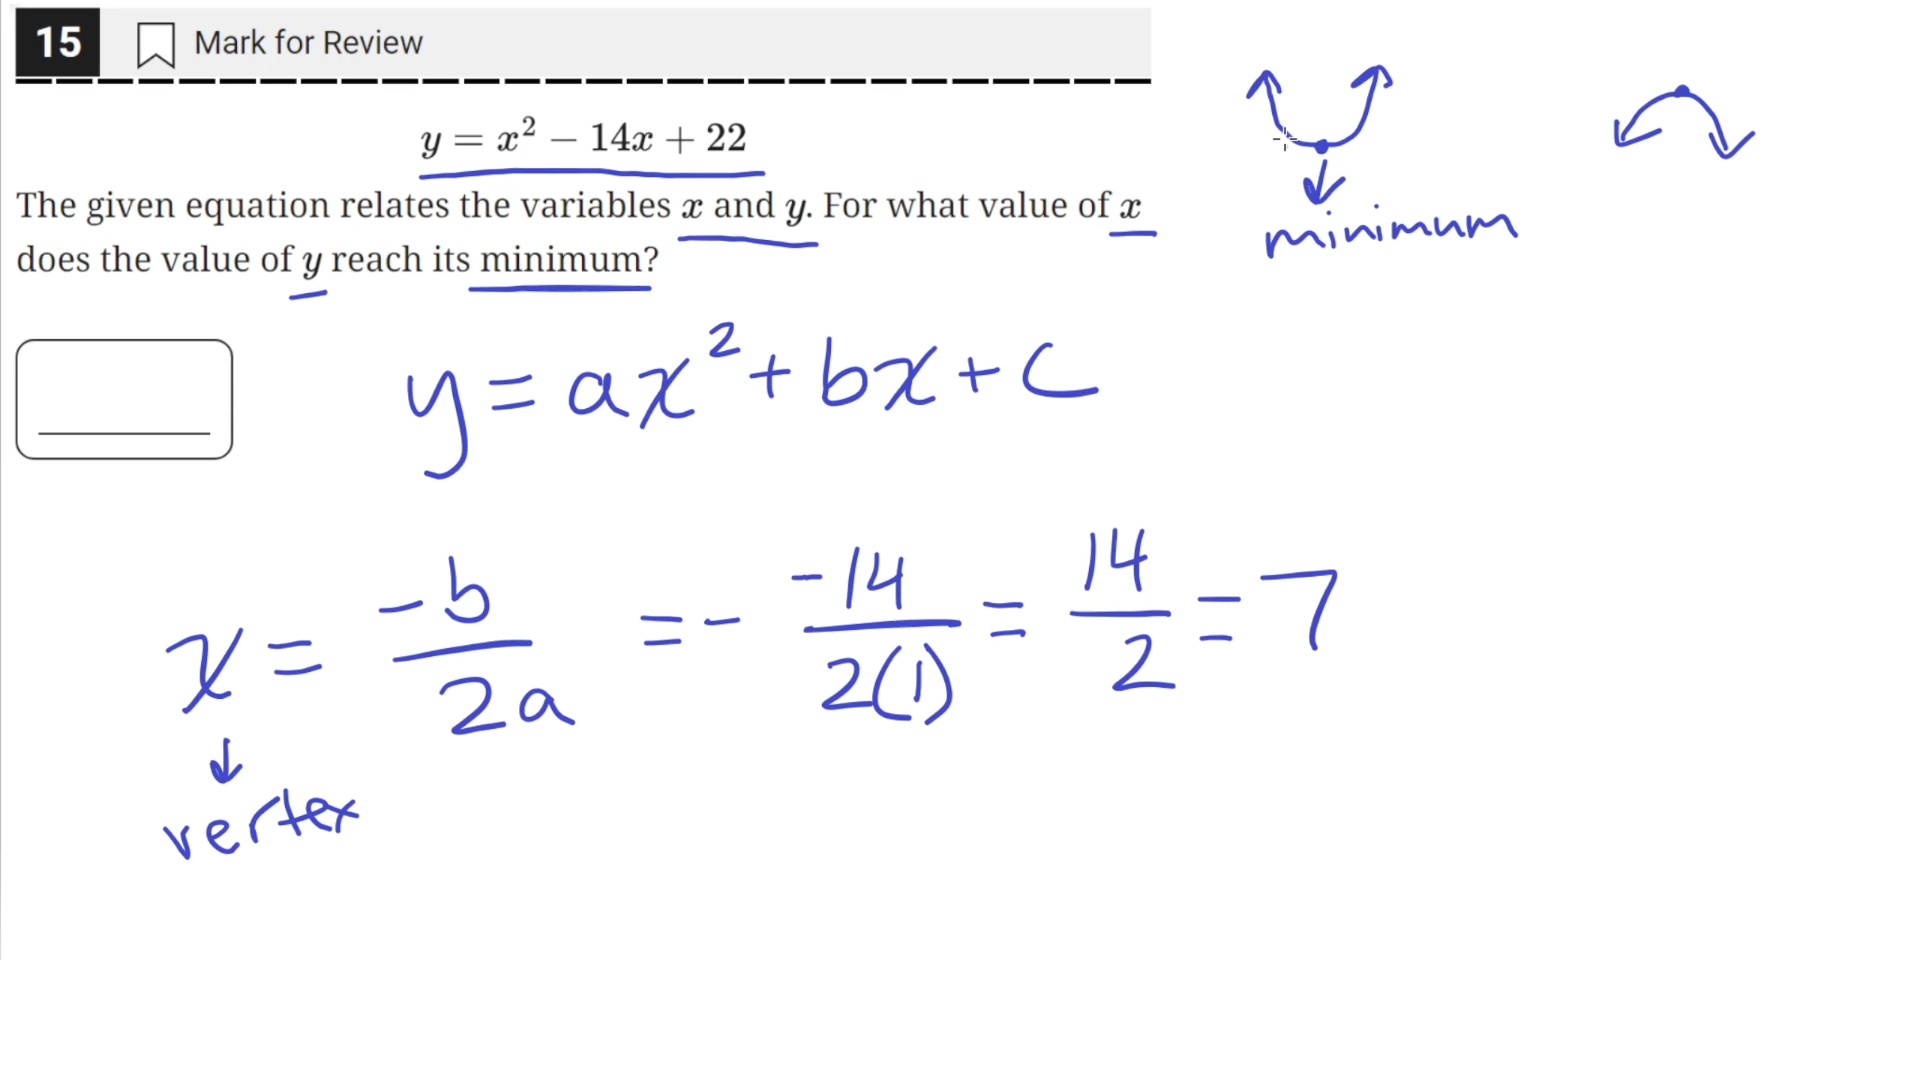 15 Mark for Review
y = x² − 14x + 22
The given equation relates the variables x and y. For what value of x
does the value of y reach its minimum?
minimum
y = ax² + bx + c
x = -b/2a = - -14/2(1) = 14/2 = 7
vertex